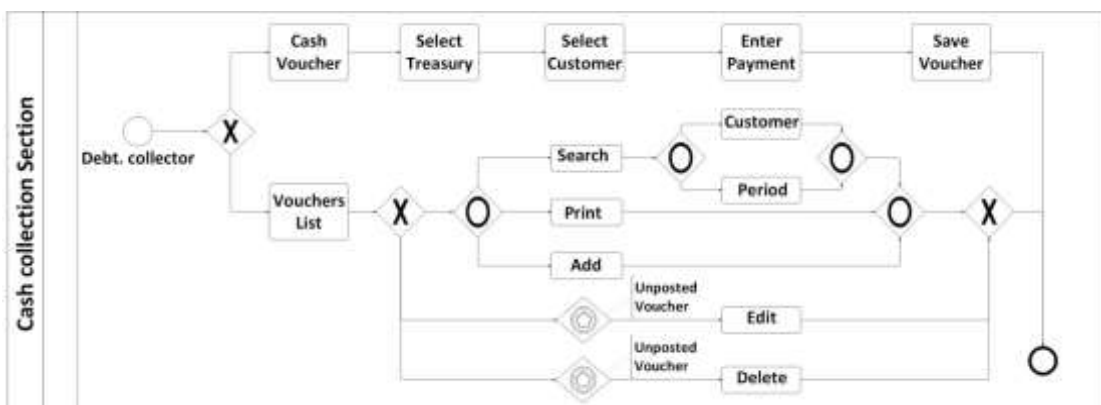 Cash collection Section
Debt. collector
X
Cash
Voucher
Select
Treasury
Select
Customer
Enter
Payment
Save
Voucher
Vouchers
List
X
Search
Customer
Period
Print
Add
X
Unposted
Voucher
Edit
Unposted
Voucher
Delete